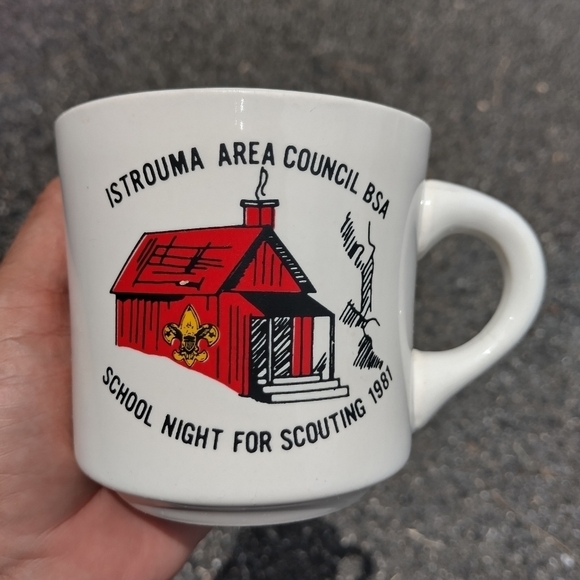 ISTROUMA AREA COUNCIL BSA
SCHOOL NIGHT FOR SCOUTING 1981